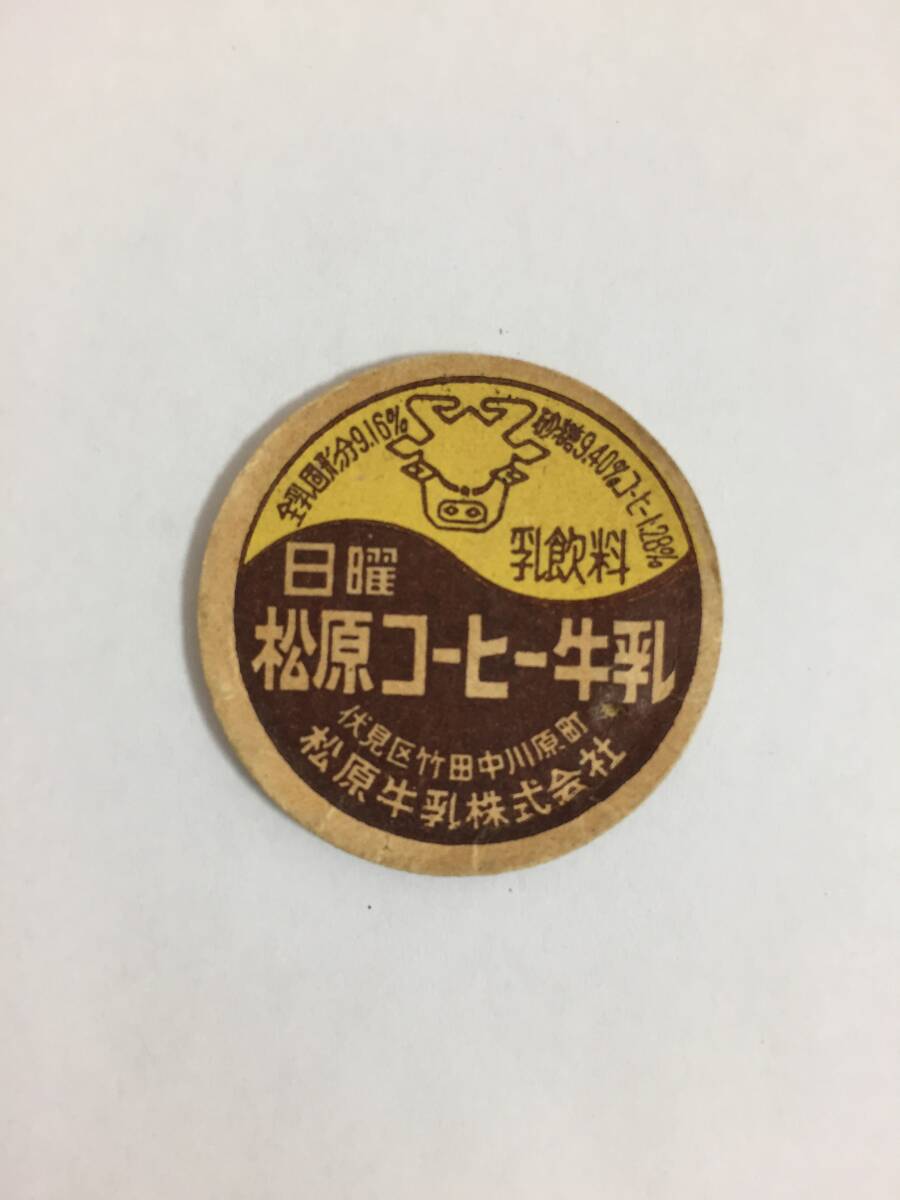 全乳固形分9.16%
砂糖9.40%コーヒー1.28%
乳飲料
日曜
松原コーヒー牛乳
伏見区竹田中川原町
松原牛乳株式会社